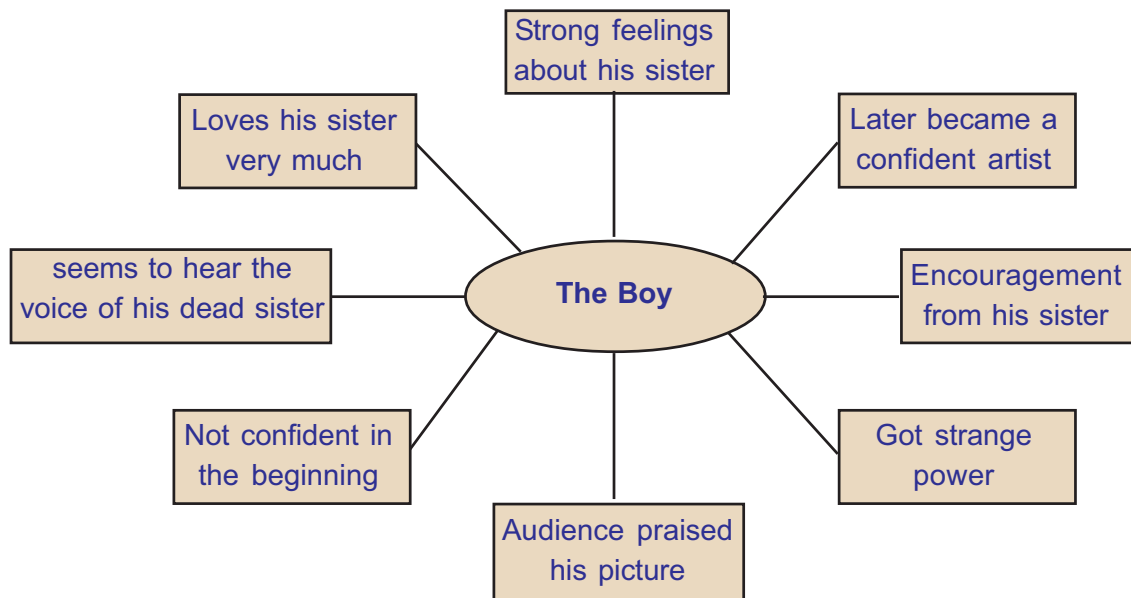 Strong feelings
about his sister
Loves his sister
very much
Later became a
confident artist
seems to hear the
voice of his dead sister
The Boy
Encouragement
from his sister
Not confident in
the beginning
Got strange
power
Audience praised
his picture